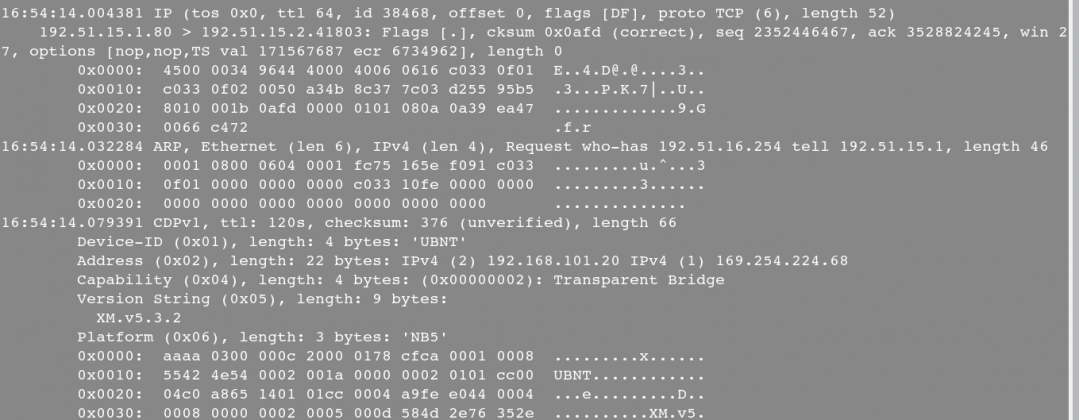 16:54:14.004381 IP (tos 0x0, ttl 64, id 38468, offset 0, flags [DF], proto TCP (6), length 52)
    192.51.15.1.80 > 192.51.15.2.41803: Flags [.], cksum 0x0afd (correct), seq 2352446467, ack 3528824245, win 2
7, options [nop,nop,TS val 171567687 ecr 6734962], length 0
        0x0000:  4500 0034 9644 4000 4006 0616 c033 0f01  E..4.D@.@....3..
        0x0010:  c033 0f02 0050 a34b 8c37 7c03 d255 95b5  .3...P.K.7|..U..
        0x0020:  8010 001b 0afd 0000 0101 080a 0a39 ea47  .............9.G
        0x0030:  0066 c472                                .f.r
16:54:14.032284 ARP, Ethernet (len 6), IPv4 (len 4), Request who-has 192.51.16.254 tell 192.51.15.1, length 46
        0x0000:  0001 0800 0604 0001 fc75 165e f091 c033  .........u.^...3
        0x0010:  0f01 0000 0000 0000 c033 10fe 0000 0000  .........3......
        0x0020:  0000 0000 0000 0000 0000 0000 0000       ..............
16:54:14.079391 CDPv1, ttl: 120s, checksum: 376 (unverified), length 66
        Device-ID (0x01), length: 4 bytes: 'UBNT'
        Address (0x02), length: 22 bytes: IPv4 (2) 192.168.101.20 IPv4 (1) 169.254.224.68
        Capability (0x04), length: 4 bytes: (0x00000002): Transparent Bridge
        Version String (0x05), length: 9 bytes:
          XM.v5.3.2
        Platform (0x06), length: 3 bytes: 'NB5'
        0x0000:  aaaa 0300 000c 2000 0178 cfca 0001 0008  .........x......
        0x0010:  5542 4e54 0002 001a 0000 0002 0101 cc00  UBNT............
        0x0020:  04c0 a865 1401 01cc 0004 a9fe e044 0004  ...e.........D..
        0x0030:  0008 0000 0002 0005 000d 584d 2e76 352e  ..........XM.v5.